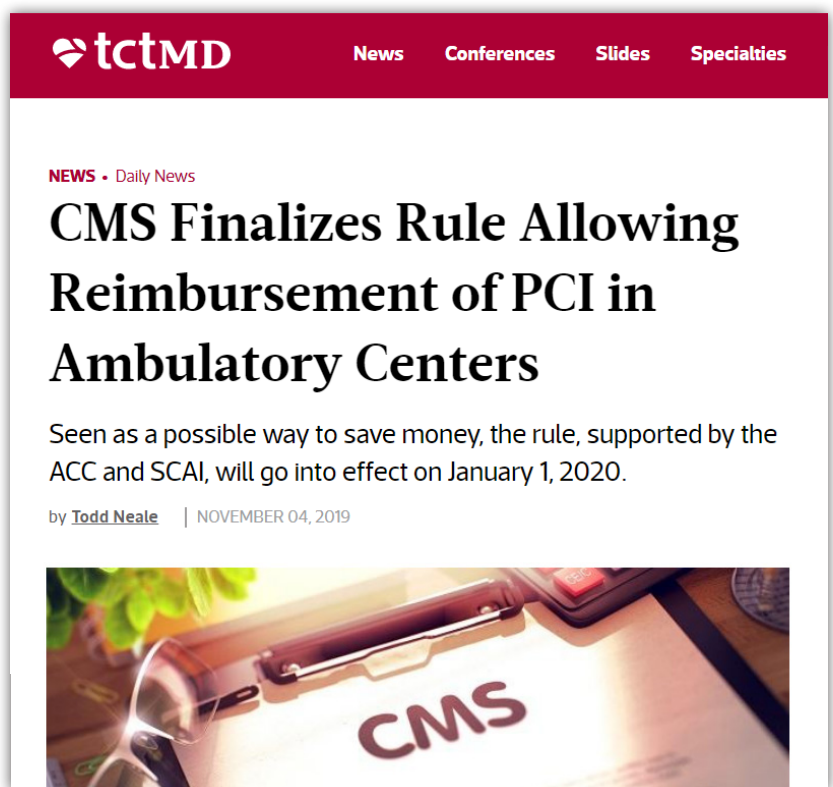 tctMD
News Conferences Slides Specialties
NEWS • Daily News
CMS Finalizes Rule Allowing
Reimbursement of PCI in
Ambulatory Centers
Seen as a possible way to save money, the rule, supported by the
ACC and SCAI, will go into effect on January 1, 2020.
by Todd Neale | NOVEMBER 04, 2019
CMS